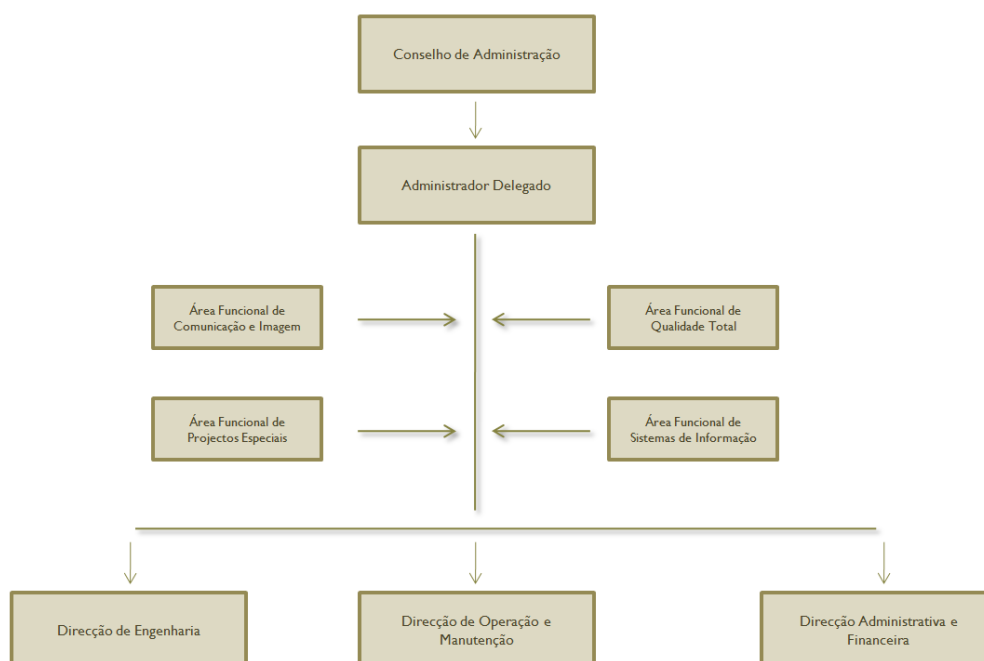 Conselho de Administração
Administrador Delegado
Área Funcional de
Comunicação e Imagem
Área Funcional de
Qualidade Total
Área Funcional de
Projectos Especiais
Área Funcional de
Sistemas de Informação
Direcção de Engenharia
Direcção de Operação e
Manutenção
Direcção Administrativa e
Financeira